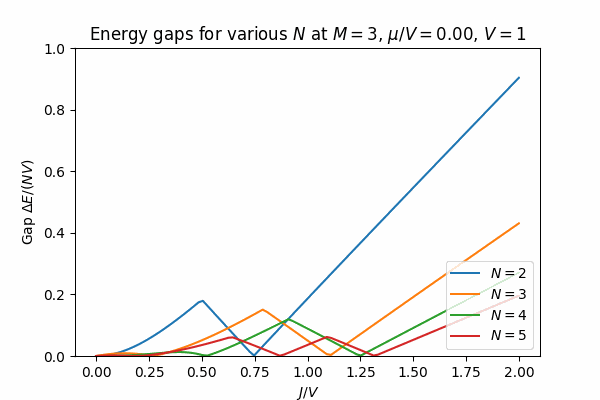 Energy gaps for various N at M = 3, μ/V = 0.00, V = 1
Gap ΔE/(NV)
1.0
0.8
0.6
0.4
0.2
0.0
N = 2
N = 3
N = 4
N = 5
0.00 0.25 0.50 0.75 1.00 1.25 1.50 1.75 2.00
J/V